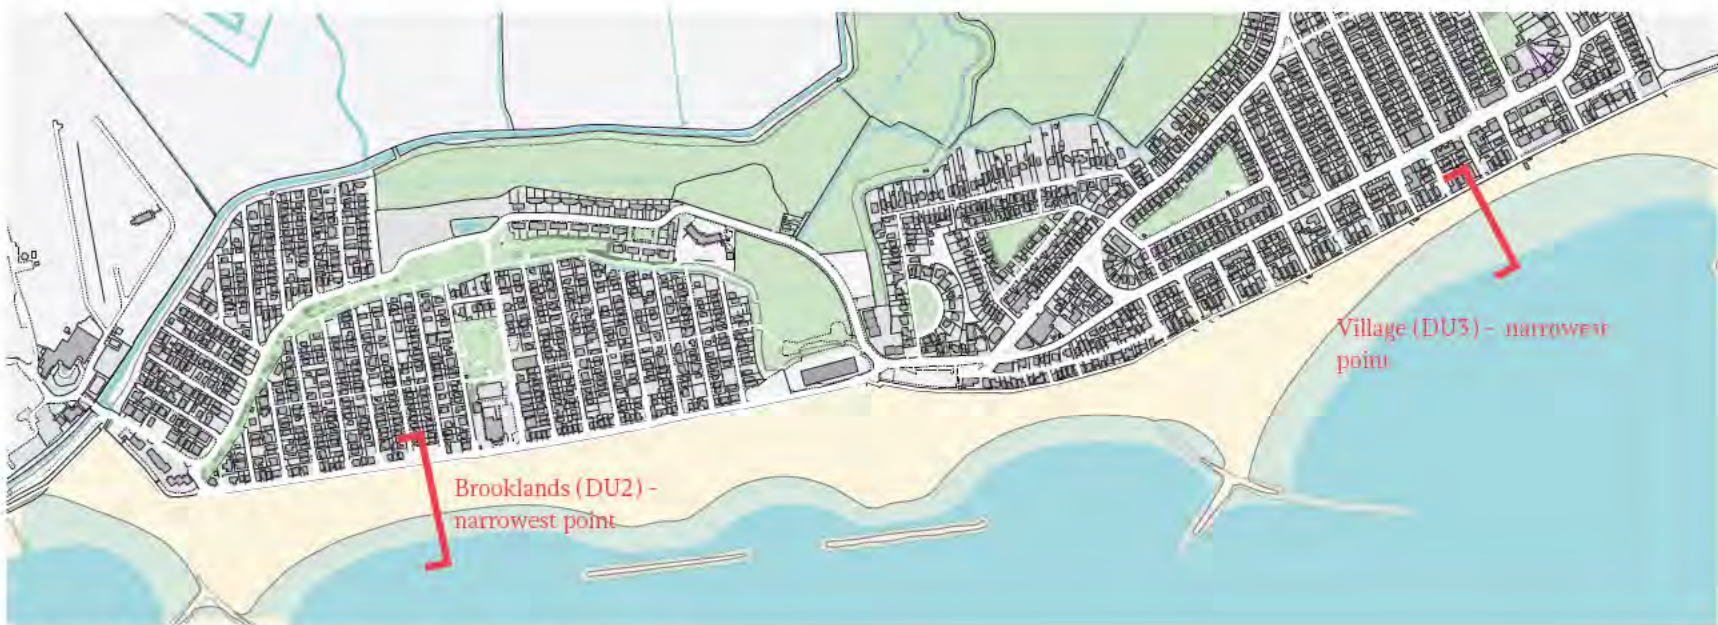 Village (DU3) - narrowest
point
Brooklands (DU2) -
narrowest point